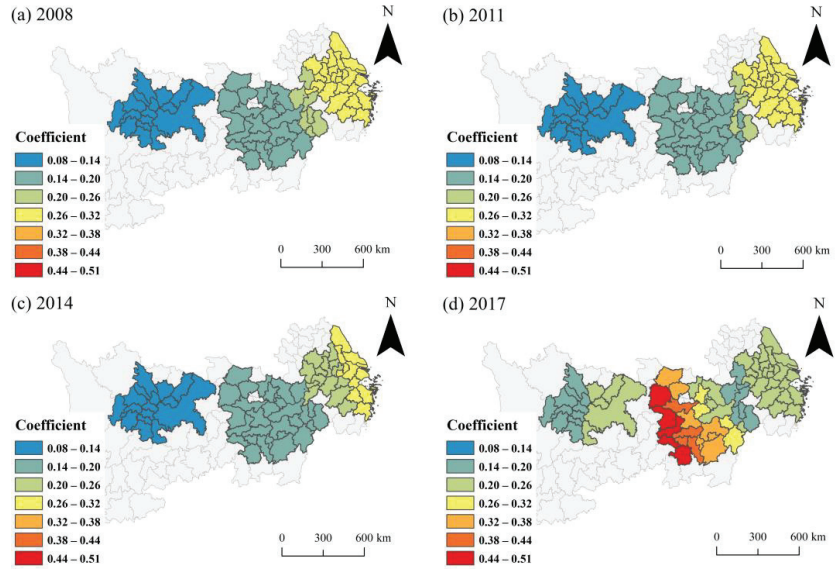 (a) 2008
N
Coefficient
0.08 – 0.14
0.14 – 0.20
0.20 – 0.26
0.26 – 0.32
0.32 – 0.38
0.38 – 0.44
0.44 – 0.51
0 300 600 km
(b) 2011
N
Coefficient
0.08 – 0.14
0.14 – 0.20
0.20 – 0.26
0.26 – 0.32
0.32 – 0.38
0.38 – 0.44
0.44 – 0.51
0 300 600 km
(c) 2014
N
Coefficient
0.08 – 0.14
0.14 – 0.20
0.20 – 0.26
0.26 – 0.32
0.32 – 0.38
0.38 – 0.44
0.44 – 0.51
0 300 600 km
(d) 2017
N
Coefficient
0.08 – 0.14
0.14 – 0.20
0.20 – 0.26
0.26 – 0.32
0.32 – 0.38
0.38 – 0.44
0.44 – 0.51
0 300 600 km